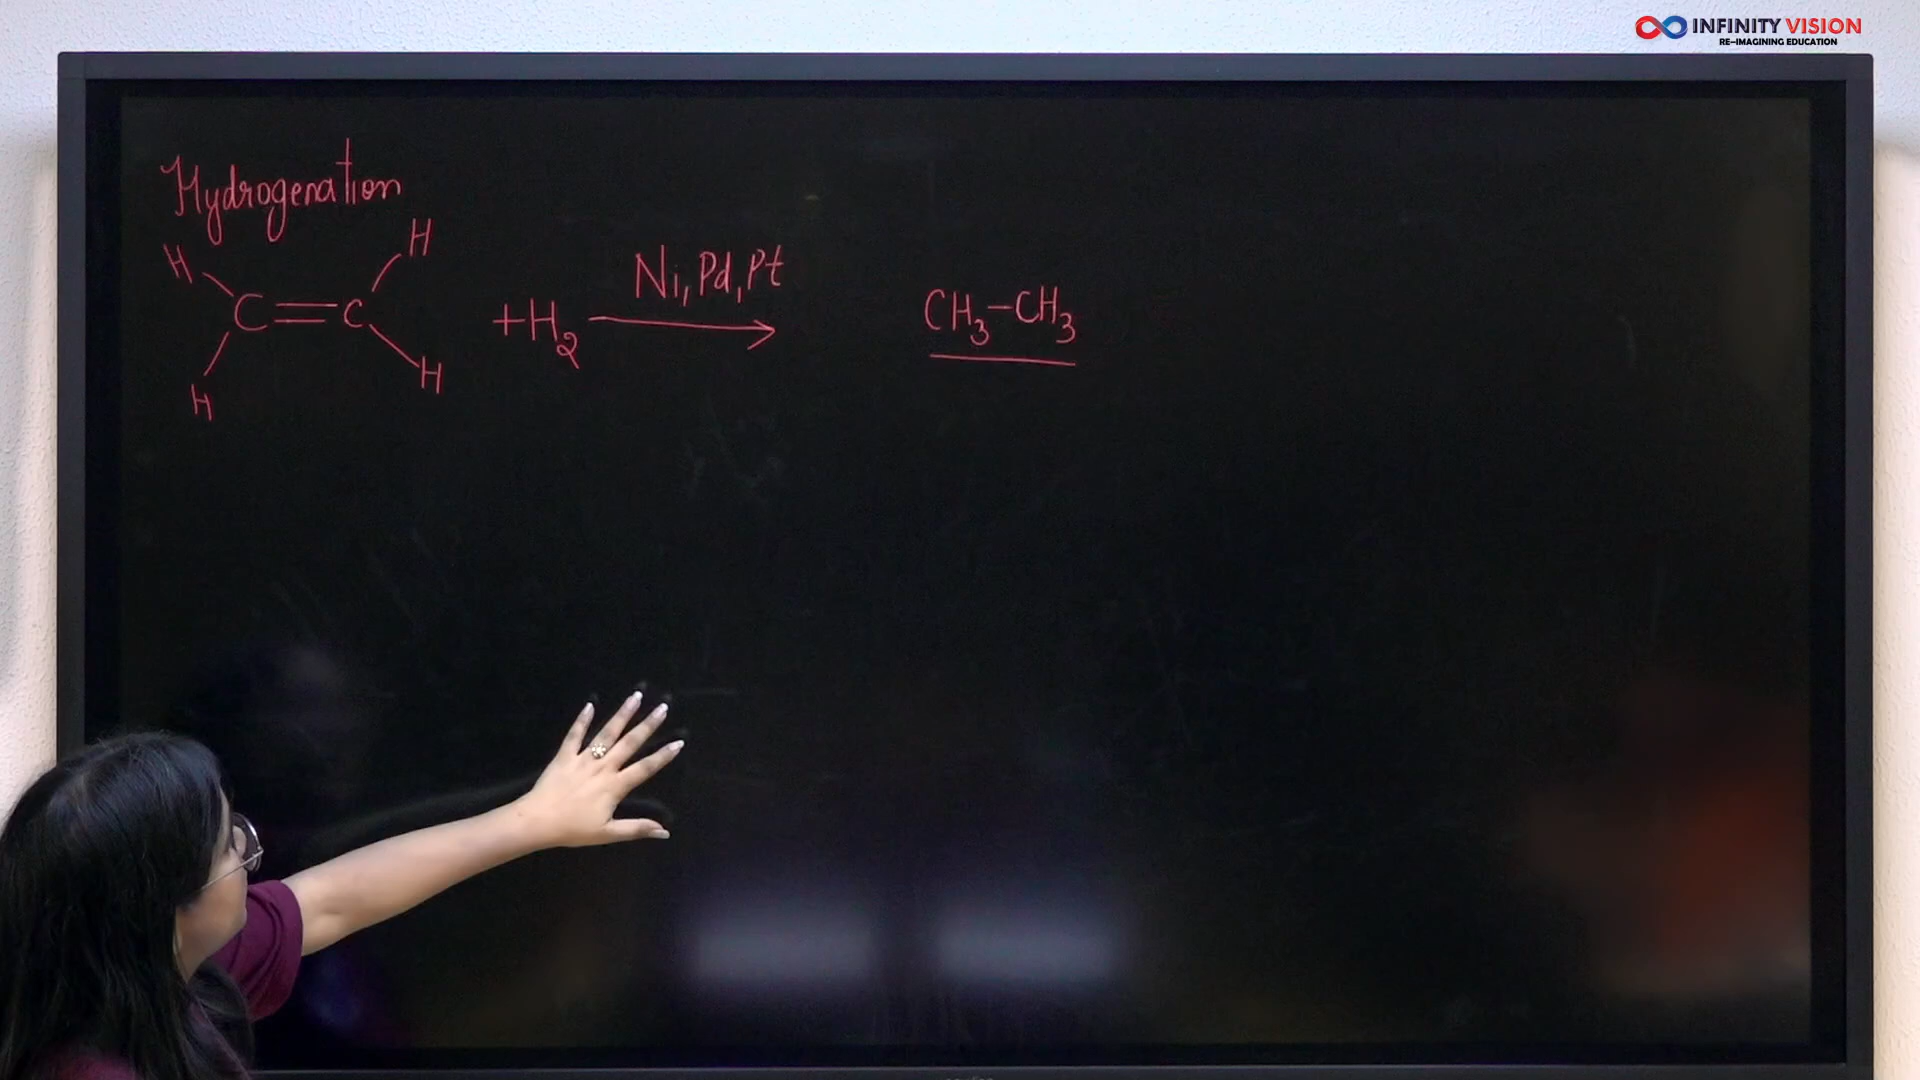 INFINITY VISION
RE-IMAGINING EDUCATION
Hydrogenation
H H
C=C +H₂ Ni,Pd,Pt CH₃-CH₃
H H